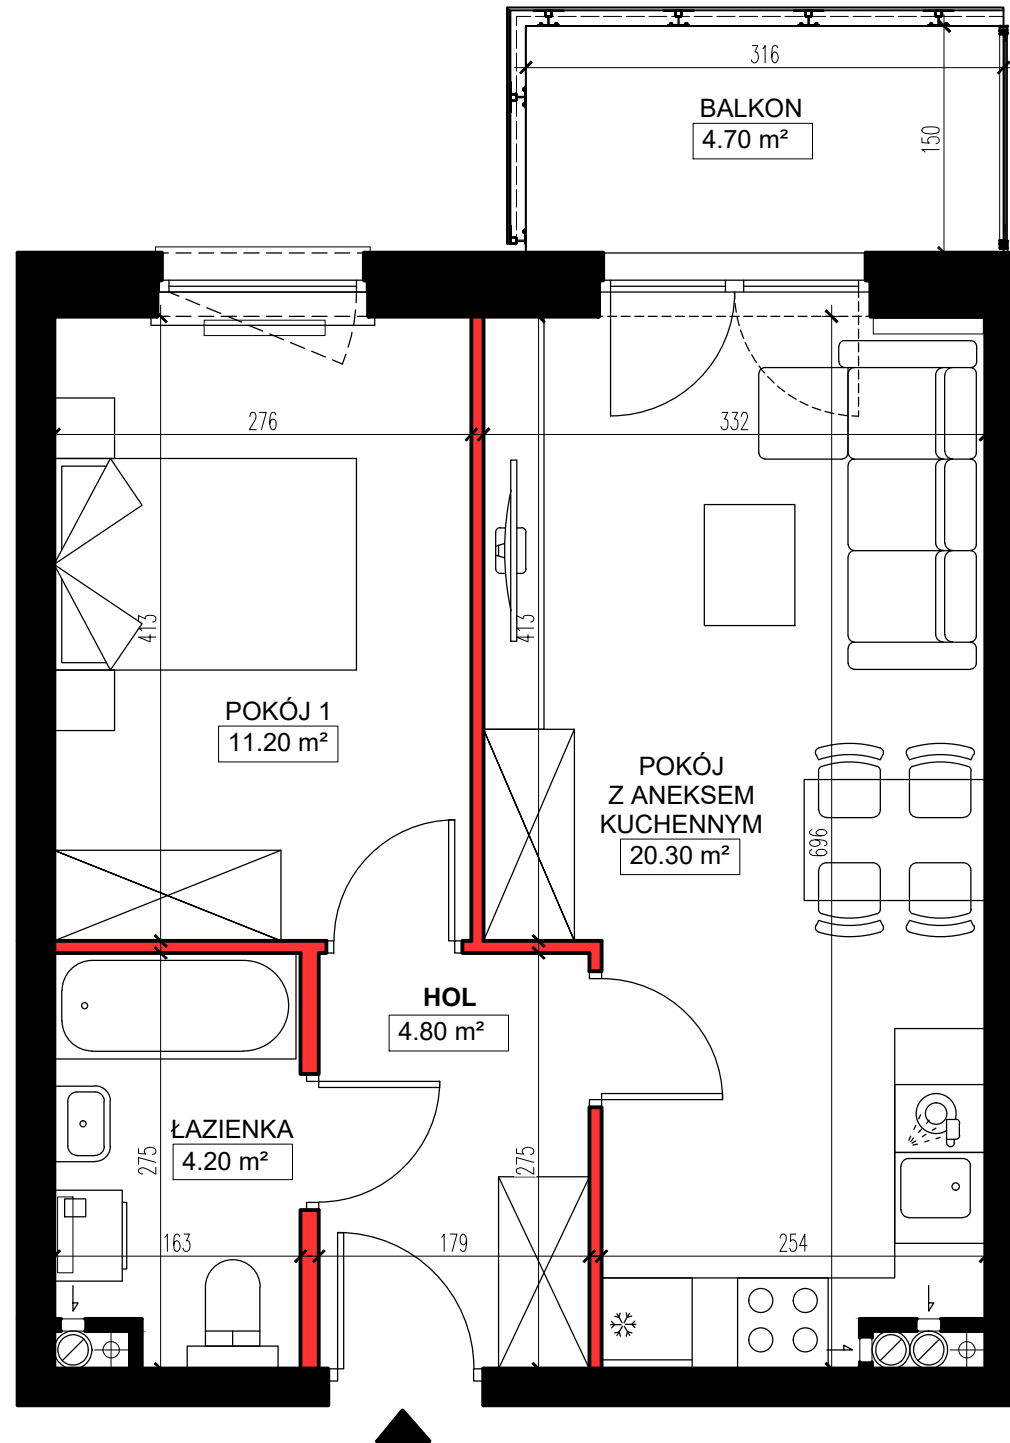 316
BALKON
4.70 m²
150
276
332
413
413
POKÓJ 1
11.20 m²
POKÓJ
Z ANEKSEM
KUCHENNYM
20.30 m²
696
HOL
4.80 m²
ŁAZIENKA
4.20 m²
275
275
163
179
254